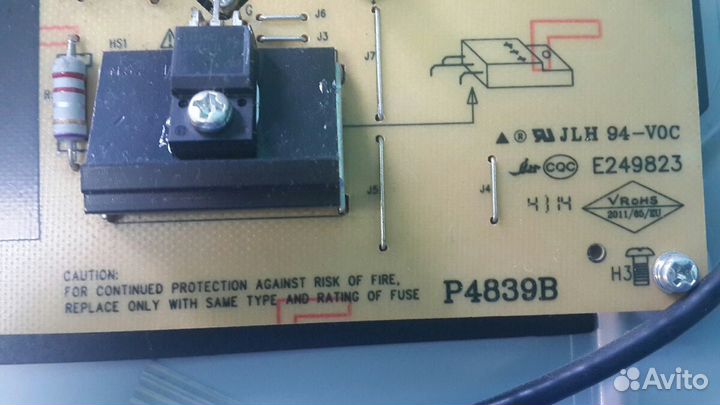 G
J6
J3
HS1
J7
R
JLH 94-V0C
CQC E249823
J5
J4
4314
VROHS
2011/65/EU
H3
CAUTION:
FOR CONTINUED PROTECTION AGAINST RISK OF FIRE,
REPLACE ONLY WITH SAME TYPE AND RATING OF FUSE
P4839B
Avito